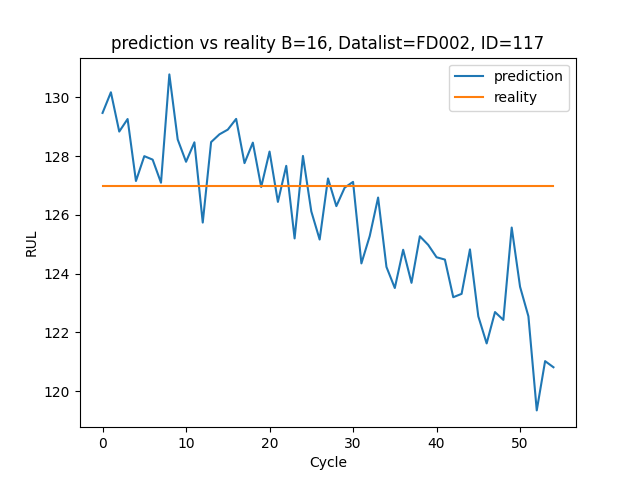 prediction vs reality B=16, Datalist=FD002, ID=117
prediction
reality
130
128
126
124
122
120
RUL
0 10 20 30 40 50
Cycle